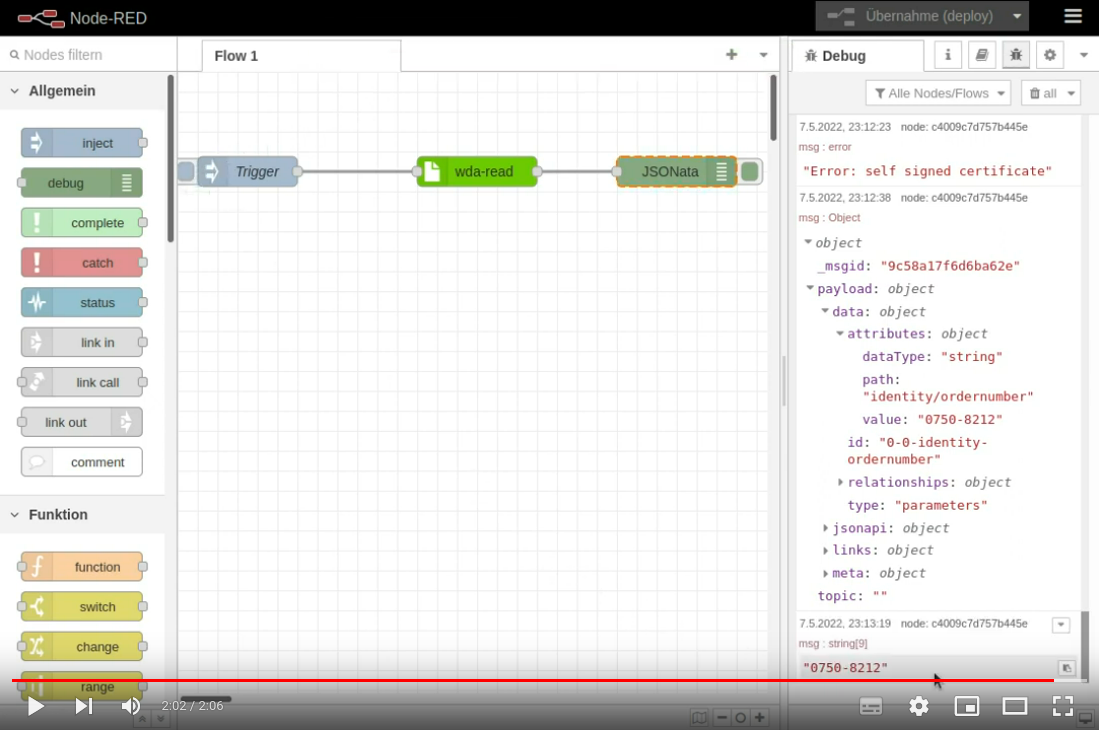 Node-RED
Übernahme (deploy)
Nodes filtern
Flow 1
Debug
i
Allgemein
Alle Nodes/Flows
all
inject
debug
complete
catch
status
link in
link call
link out
comment
Funktion
function
switch
change
range
Trigger
wda-read
JSONata
7.5.2022, 23:12:23 node: c4009c7d757b445e
msg : error
"Error: self signed certificate"
7.5.2022, 23:12:38 node: c4009c7d757b445e
msg : Object
object
_msgid: "9c58a17f6d6ba62e"
payload: object
data: object
attributes: object
dataType: "string"
path:
"identity/ordernumber"
value: "0750-8212"
id: "0-0-identity-
ordernumber"
relationships: object
type: "parameters"
jsonapi: object
links: object
meta: object
topic: ""
7.5.2022, 23:13:19 node: c4009c7d757b445e
msg : string[9]
"0750-8212"
2:02 / 2:06